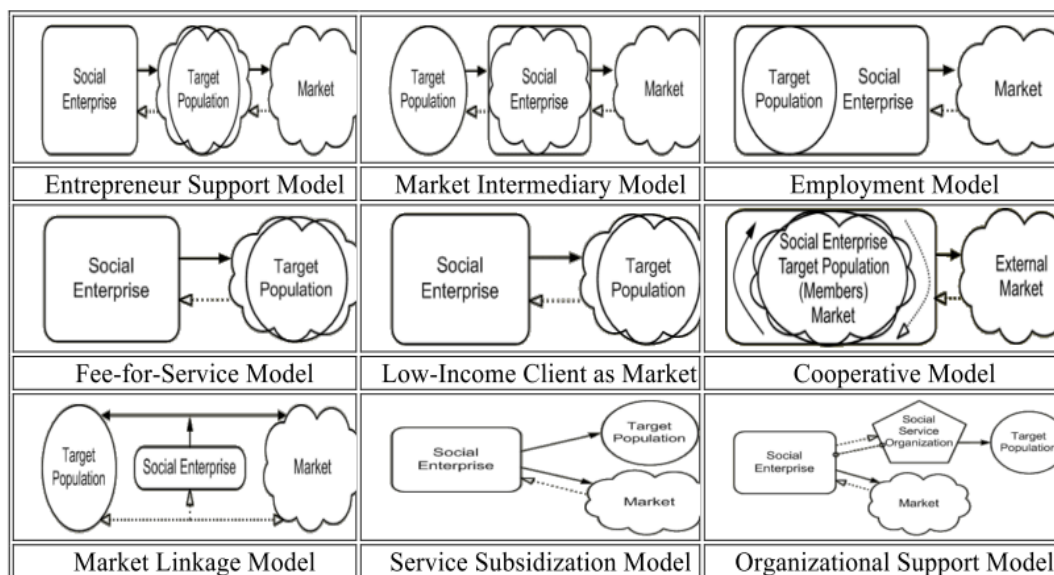 Social
Enterprise
Target
Population
Market
Entrepreneur Support Model
Target
Population
Social
Enterprise
Market
Market Intermediary Model
Target
Population
Social
Enterprise
Market
Employment Model
Social
Enterprise
Target
Population
Fee-for-Service Model
Social
Enterprise
Target
Population
Low-Income Client as Market
Social Enterprise
Target Population
(Members)
Market
External
Market
Cooperative Model
Target
Population
Social Enterprise
Market
Market Linkage Model
Social
Enterprise
Target
Population
Market
Service Subsidization Model
Social
Enterprise
Social
Service
Organization
Target
Population
Market
Organizational Support Model